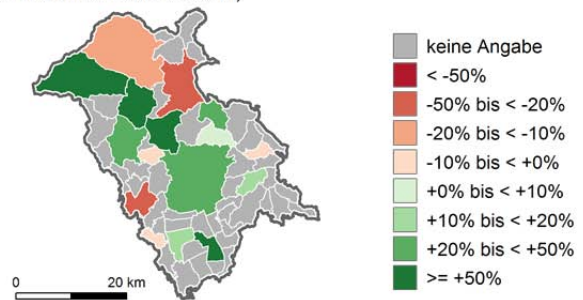 keine Angabe
< -50%
-50% bis < -20%
-20% bis < -10%
-10% bis < +0%
+0% bis < +10%
+10% bis < +20%
+20% bis < +50%
>= +50%
0 20 km